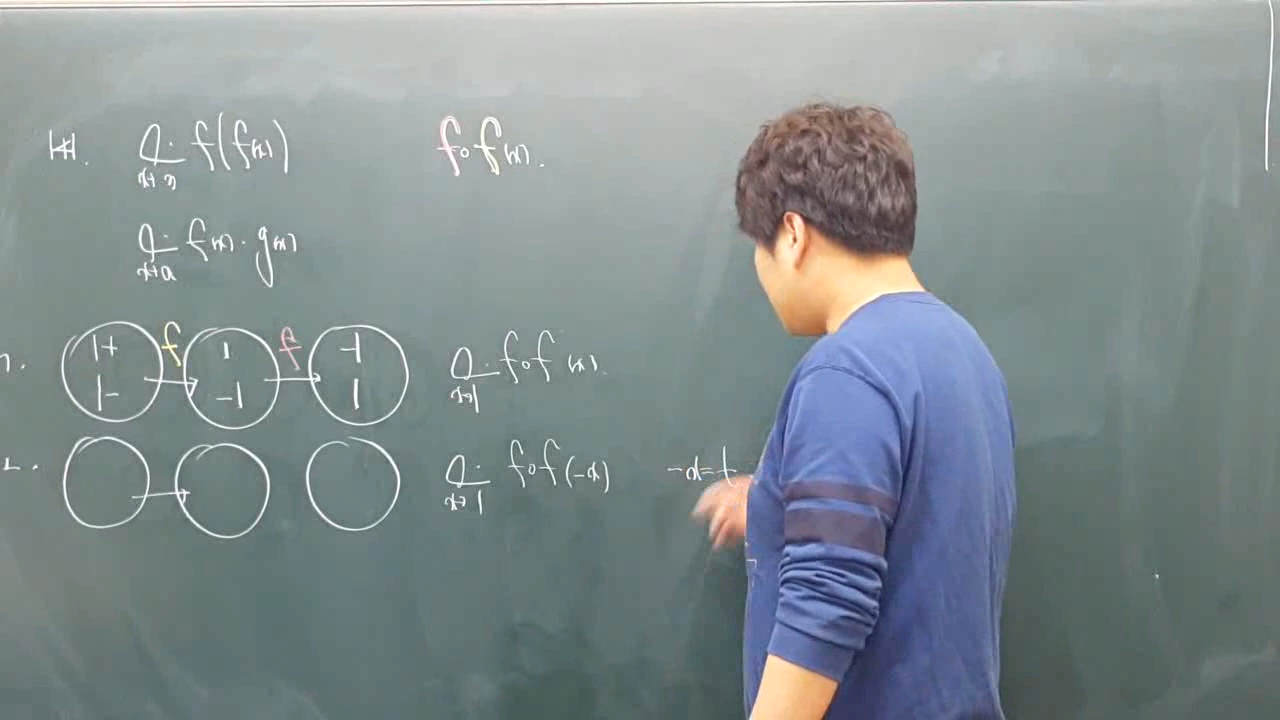 lim x→ f(f(x)) f∘f(x).
lim x→a f(x)·g(x)
1+ f 1 f -1 lim x→1 f∘f(x).
1- → -1 → 1
lim x→1 f∘f(-x) -x=t